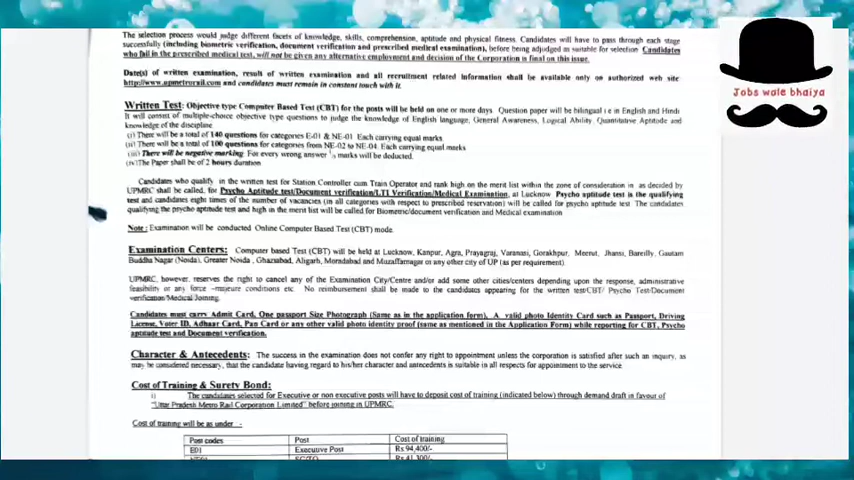 The selection process would judge different facets of knowledge, skills, comprehension, aptitude and physical fitness. Candidates will have to pass through each stage
successfully (including biometric verification, document verification and prescribed medical examination), before being adjudged as suitable for selection Candidates
who fail in the prescribed medical test, will not be given any alternative employment and decision of the Corporation is final on this issue.
Date(s) of written examination, result of written examination and all recruitment related information shall be available only on authorized web site
http://www.upmetrorail.com and candidates must remain in constant touch with it.
Jobs wale bhaiya
Written Test: Objective type Computer Based Test (CBT) for the posts will be held on one or more days. Question paper will be bilingual i.e in English and Hindi
It will consist of multiple-choice objective type questions to judge the knowledge of English language, General Awareness, Logical Ability, Quantitative Aptitude and
knowledge of the discipline
(i) There will be a total of 140 questions for categories E-01 & NE-01 Each carrying equal marks
(ii) There will be a total of 100 questions for categories from NE-02 to NE-04 Each carrying equal marks
(iii) There will be negative marking. For every wrong answer marks will be deducted.
(iv) The Paper shall be of 2 hours duration
Candidates who qualify in the written test for Station Controller cum Train Operator and rank high on the merit list within the zone of consideration in as decided by
UPMRC shall be called, for Psycho Aptitude test/Document verification/LTI Verification/Medical Examination, at Lucknow Psycho aptitude test is the qualifying
test and candidates eight times of the number of vacancies (in all categories with respect to prescribed reservation) will be called for psycho aptitude test The candidates
qualifying the psycho aptitude test and high in the merit list will be called for Biometric/document verification and Medical examination
Note : Examination will be conducted Online Computer Based Test (CBT) mode.
Examination Centers: Computer based Test (CBT) will be held at Lucknow, Kanpur, Agra, Prayagraj, Varanasi, Gorakhpur, Meerut, Jhansi, Bareilly, Gautam
Buddha Nagar (Noida), Greater Noida , Ghaziabad, Aligarh, Moradabad and Muzaffarnagar or any other city of UP (as per requirement).
UPMRC, however, reserves the right to cancel any of the Examination City/Centre and/or add some other cities/centers depending upon the response, administrative
feasibility or any force -majeure conditions etc. No reimbursement shall be made to the candidates appearing for the written test/CBT/ Psycho Test/Document
verification/Medical/Joining.
Candidates must carry Admit Card, One passport Size Photograph (Same as in the application form), A valid photo Identity Card such as Passport, Driving
License, Voter ID, Adhaar Card, Pan Card or any other valid photo identity proof (same as mentioned in the Application Form) while reporting for CBT, Psycho
aptitude test and Document verification.
Character & Antecedents: The success in the examination does not confer any right to appointment unless the corporation is satisfied after such an inquiry, as
may be considered necessary, that the candidate having regard to his/her character and antecedents is suitable in all respects for appointment to the service.
Cost of Training & Surety Bond:
i) The candidates selected for Executive or non executive posts will have to deposit cost of training (indicated below) through demand draft in favour of
"Uttar Pradesh Metro Rail Corporation Limited" before joining in UPMRC.
Cost of training will be as under -
Post codes Post Cost of training
E01 Executive Post Rs 94,400/-
NE01 SC/TO Rs 41,300/-